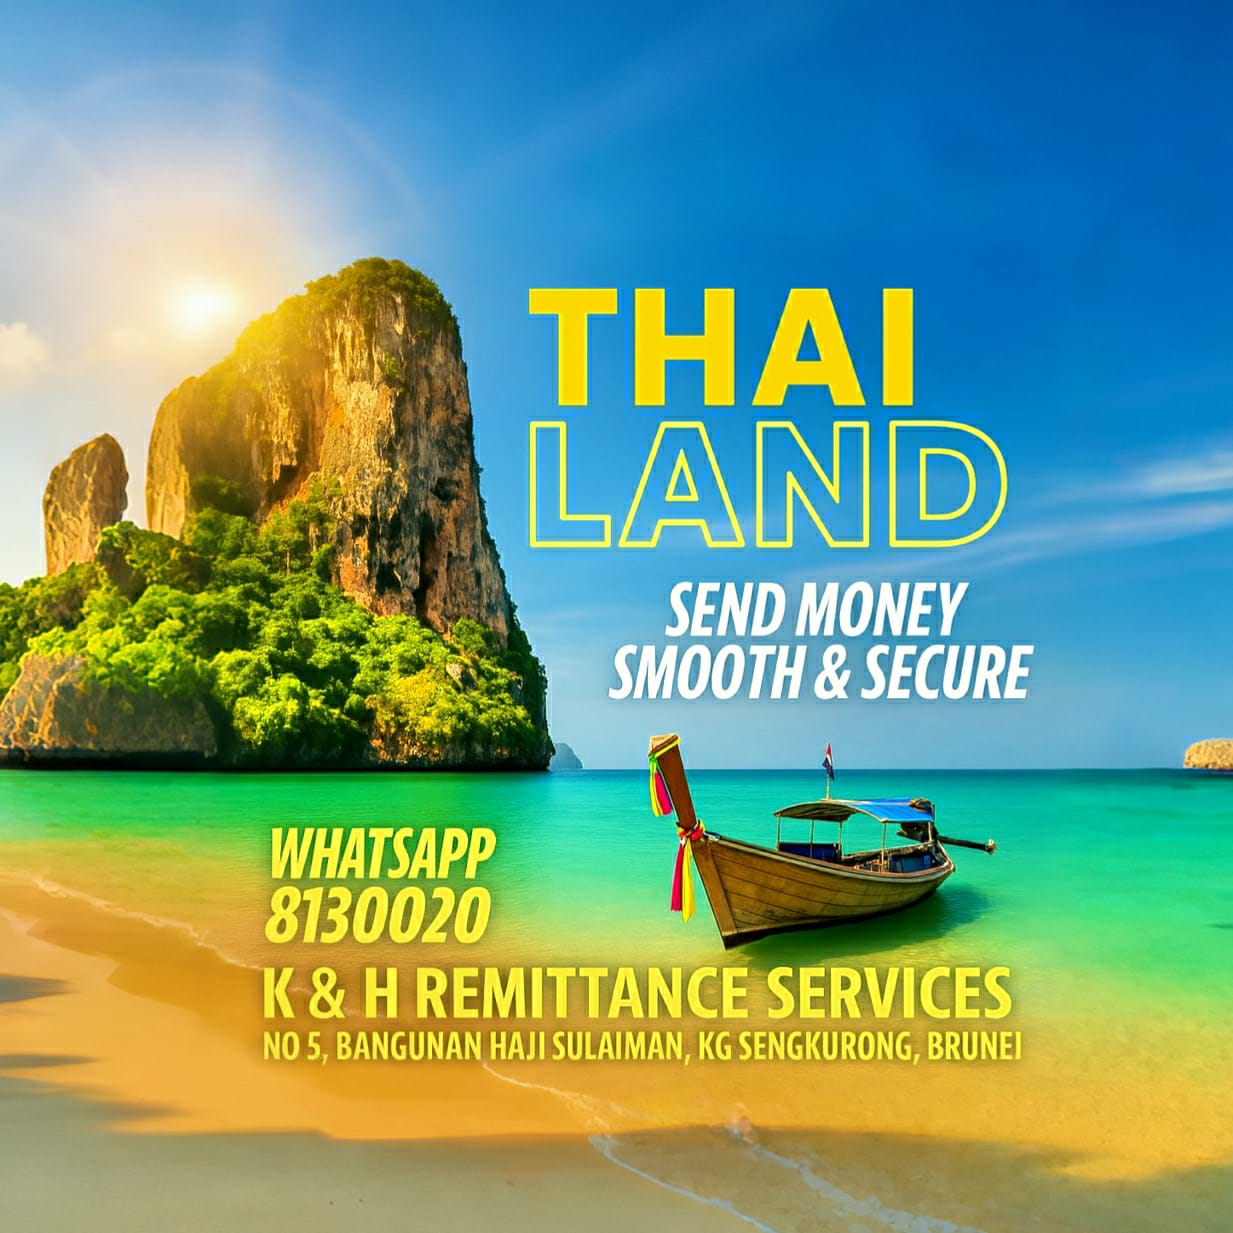 THAI
LAND
SEND MONEY
SMOOTH & SECURE
WHATSAPP
8130020
K & H REMITTANCE SERVICES
NO 5, BANGUNAN HAJI SULAIMAN, KG SENGKURONG, BRUNEI